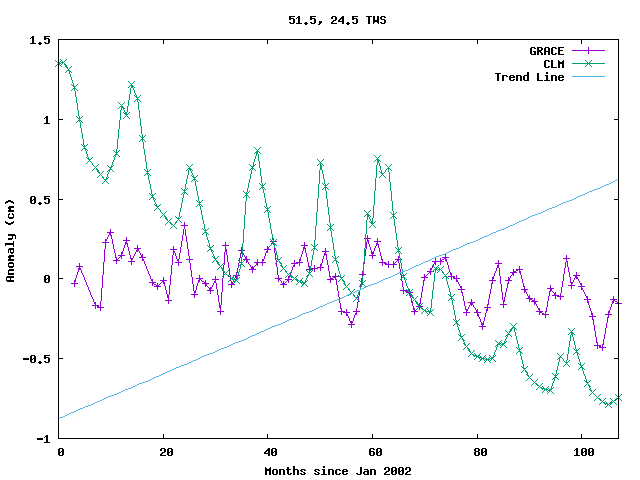 51.5, 24.5 TWS
GRACE
CLM
Trend Line
1.5
1
0.5
0
-0.5
-1
Anomaly (cm)
0 20 40 60 80 100
Months since Jan 2002